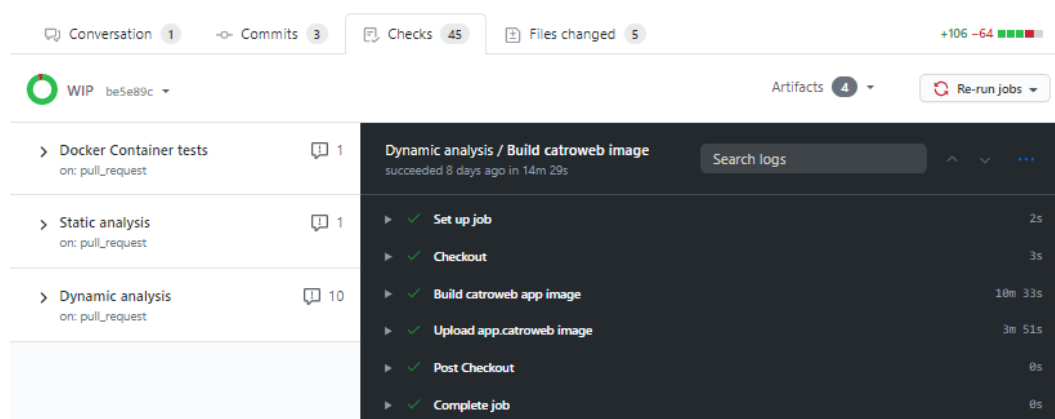 Conversation 1 Commits 3 Checks 45 Files changed 5 +106 −64
WIP be5e89c Artifacts 4 Re-run jobs
Docker Container tests 1
on: pull_request
Static analysis 1
on: pull_request
Dynamic analysis 10
on: pull_request
Dynamic analysis / Build catroweb image
succeeded 8 days ago in 14m 29s
Search logs
Set up job 2s
Checkout 3s
Build catroweb app image 10m 33s
Upload app.catroweb image 3m 51s
Post Checkout 0s
Complete job 0s